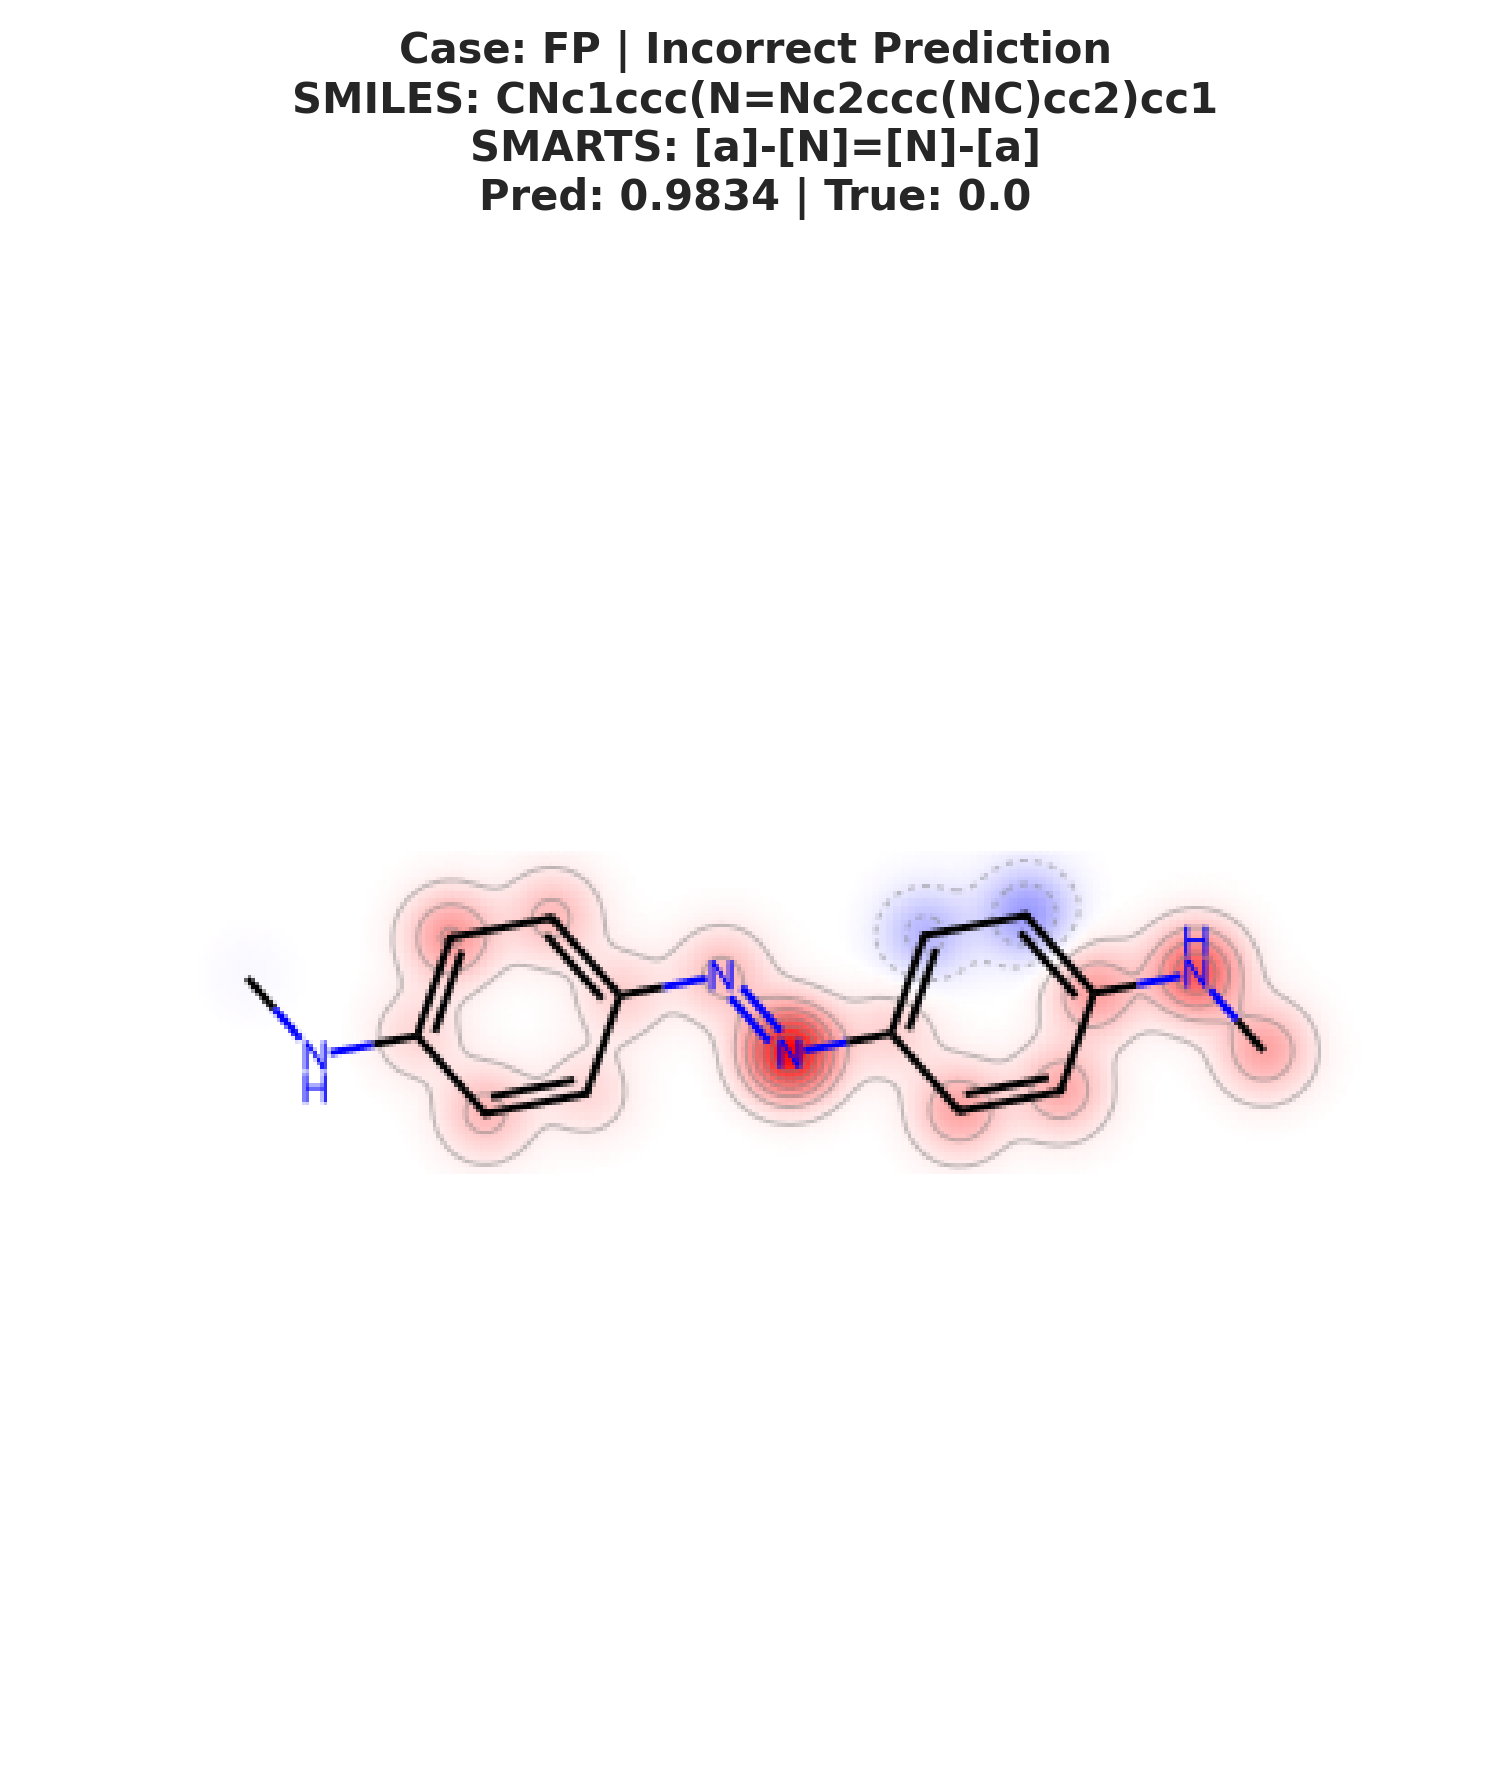 Case: FP | Incorrect Prediction
SMILES: CNc1ccc(N=Nc2ccc(NC)cc2)cc1
SMARTS: [a]-[N]=[N]-[a]
Pred: 0.9834 | True: 0.0
H
N
N
N
N
H